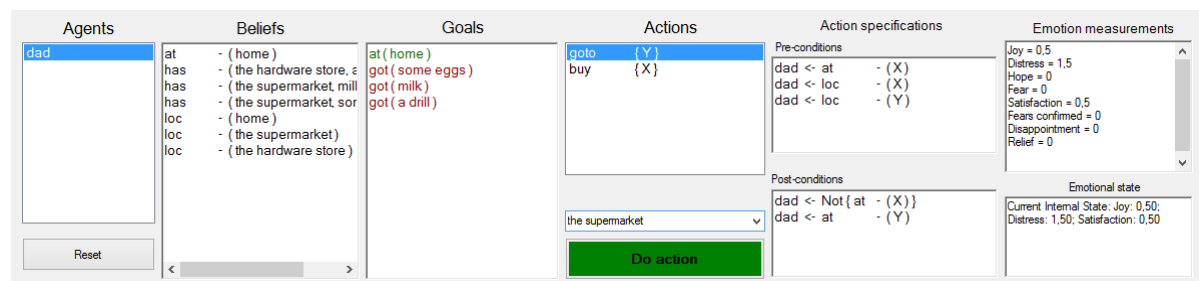 Agents
dad
Reset
Beliefs
at - ( home )
has - ( the hardware store, a
has - ( the supermarket, mill
has - ( the supermarket, sor
loc - ( home )
loc - ( the supermarket )
loc - ( the hardware store )
Goals
at ( home )
got ( some eggs )
got ( milk )
got ( a drill )
Actions
goto { Y }
buy { X }
the supermarket
Do action
Action specifications
Pre-conditions
dad <- at - ( X )
dad <- loc - ( X )
dad <- loc - ( Y )
Post-conditions
dad <- Not { at - ( X ) }
dad <- at - ( Y )
Emotion measurements
Joy = 0,5
Distress = 1,5
Hope = 0
Fear = 0
Satisfaction = 0,5
Fears confirmed = 0
Disappointment = 0
Relief = 0
Emotional state
Current Internal State: Joy: 0,50;
Distress: 1,50; Satisfaction: 0,50